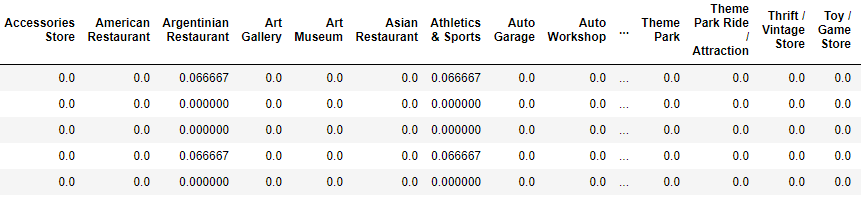 Accessories Store American Restaurant Argentinian Restaurant Art Gallery Art Museum Asian Restaurant Athletics & Sports Auto Garage Auto Workshop ... Theme Park Theme Park Ride / Attraction Thrift / Vintage Store Toy / Game Store
0.0 0.0 0.066667 0.0 0.0 0.0 0.066667 0.0 0.0 ... 0.0 0.0 0.0 0.0
0.0 0.0 0.000000 0.0 0.0 0.0 0.000000 0.0 0.0 ... 0.0 0.0 0.0 0.0
0.0 0.0 0.000000 0.0 0.0 0.0 0.000000 0.0 0.0 ... 0.0 0.0 0.0 0.0
0.0 0.0 0.066667 0.0 0.0 0.0 0.066667 0.0 0.0 ... 0.0 0.0 0.0 0.0
0.0 0.0 0.000000 0.0 0.0 0.0 0.000000 0.0 0.0 ... 0.0 0.0 0.0 0.0